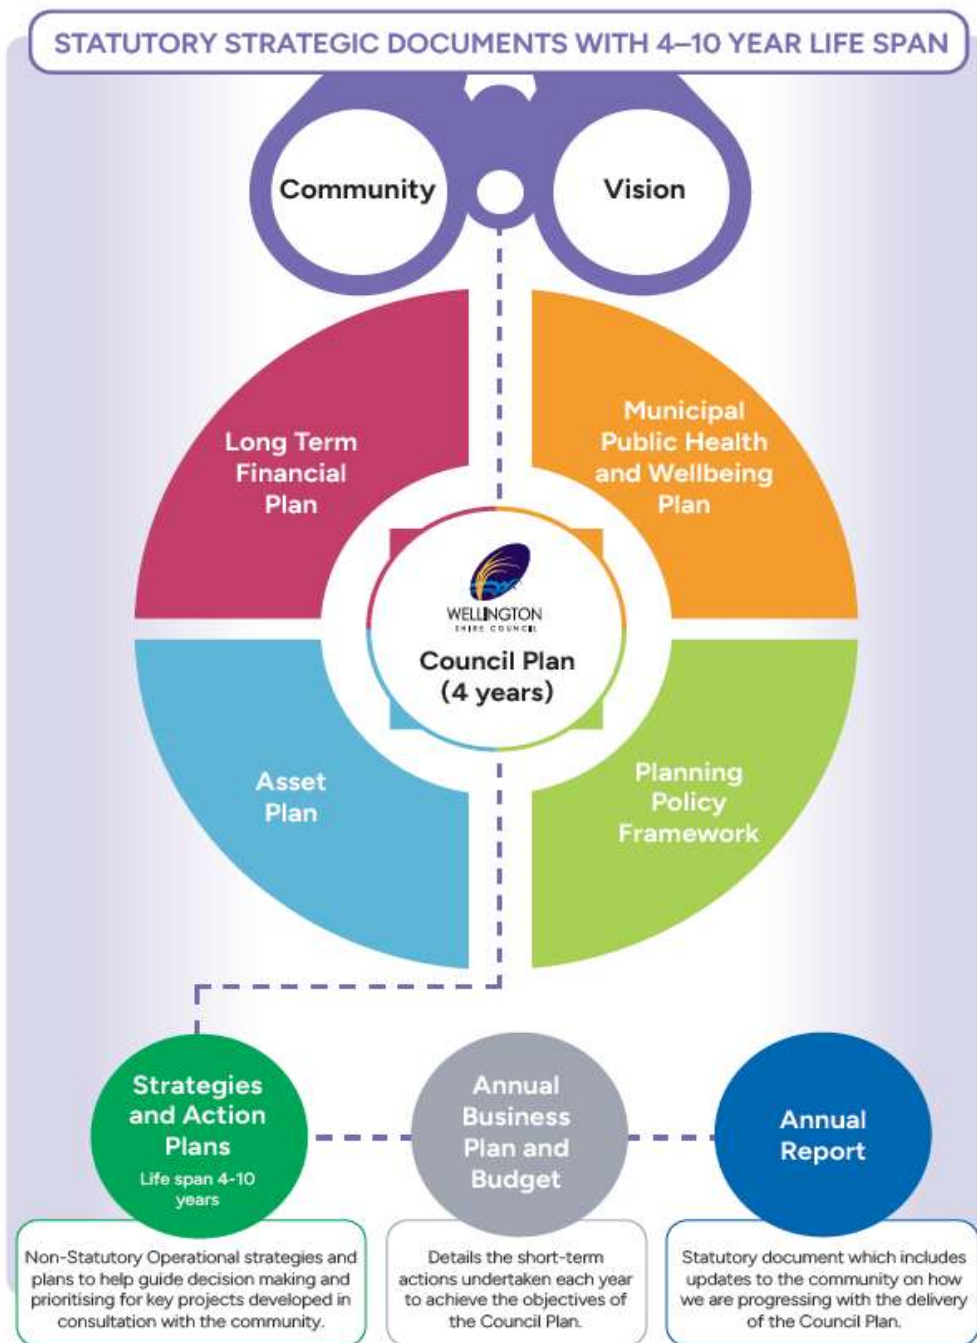 STATUTORY STRATEGIC DOCUMENTS WITH 4–10 YEAR LIFE SPAN
Community
Vision
Long Term
Financial
Plan
Municipal
Public Health
and Wellbeing
Plan
WELLINGTON
SHIRE COUNCIL
Council Plan
(4 years)
Asset
Plan
Planning
Policy
Framework
Strategies
and Action
Plans
Life span 4-10
years
Non-Statutory Operational strategies and
plans to help guide decision making and
prioritising for key projects developed in
consultation with the community.
Annual
Business
Plan and
Budget
Details the short-term
actions undertaken each year
to achieve the objectives of
the Council Plan.
Annual
Report
Statutory document which includes
updates to the community on how
we are progressing with the delivery
of the Council Plan.